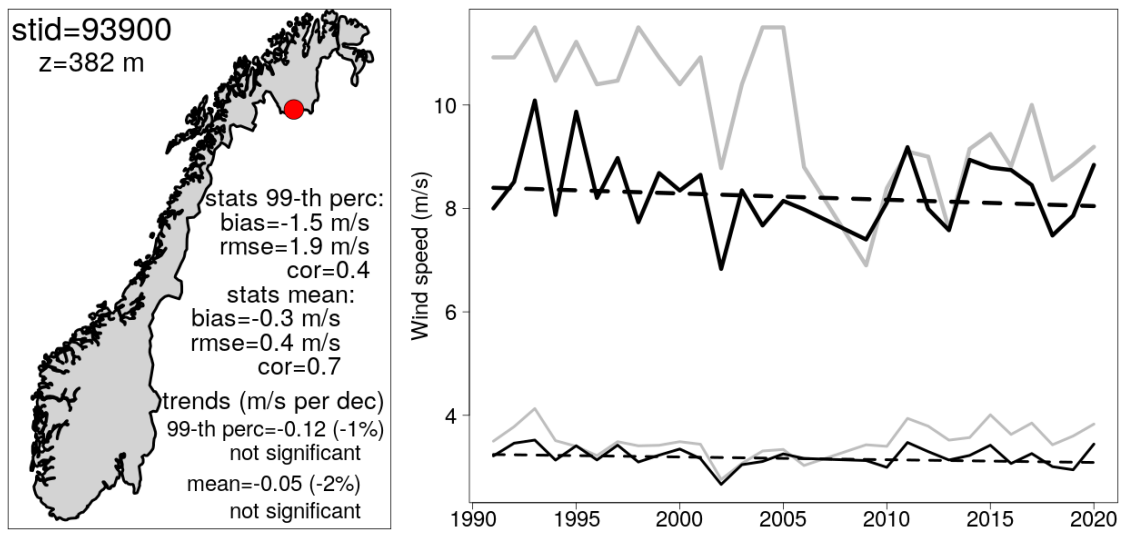 stid=93900
z=382 m
stats 99-th perc:
bias=-1.5 m/s
rmse=1.9 m/s
cor=0.4
stats mean:
bias=-0.3 m/s
rmse=0.4 m/s
cor=0.7
trends (m/s per dec)
99-th perc=-0.12 (-1%)
not significant
mean=-0.05 (-2%)
not significant
Wind speed (m/s)
10
8
6
4
1990 1995 2000 2005 2010 2015 2020